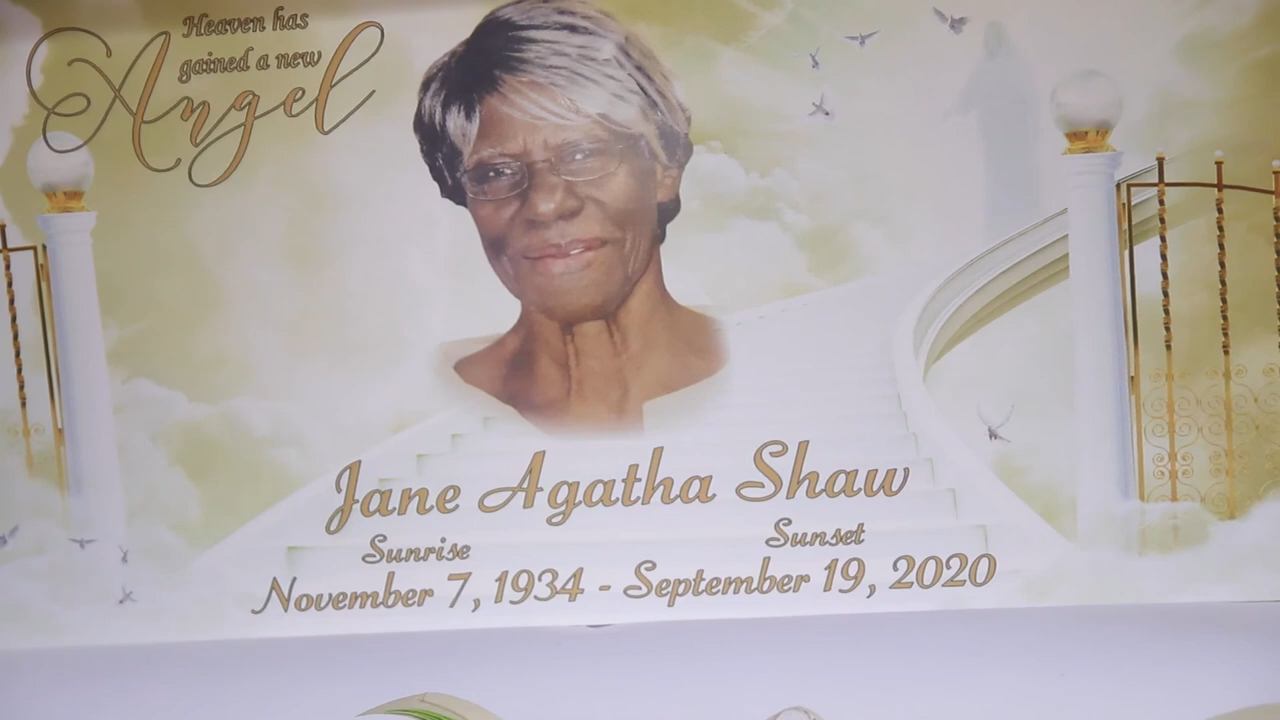 Heaven has
gained a new
Angel
Jane Agatha Shaw
Sunrise
Sunset
November 7, 1934 - September 19, 2020